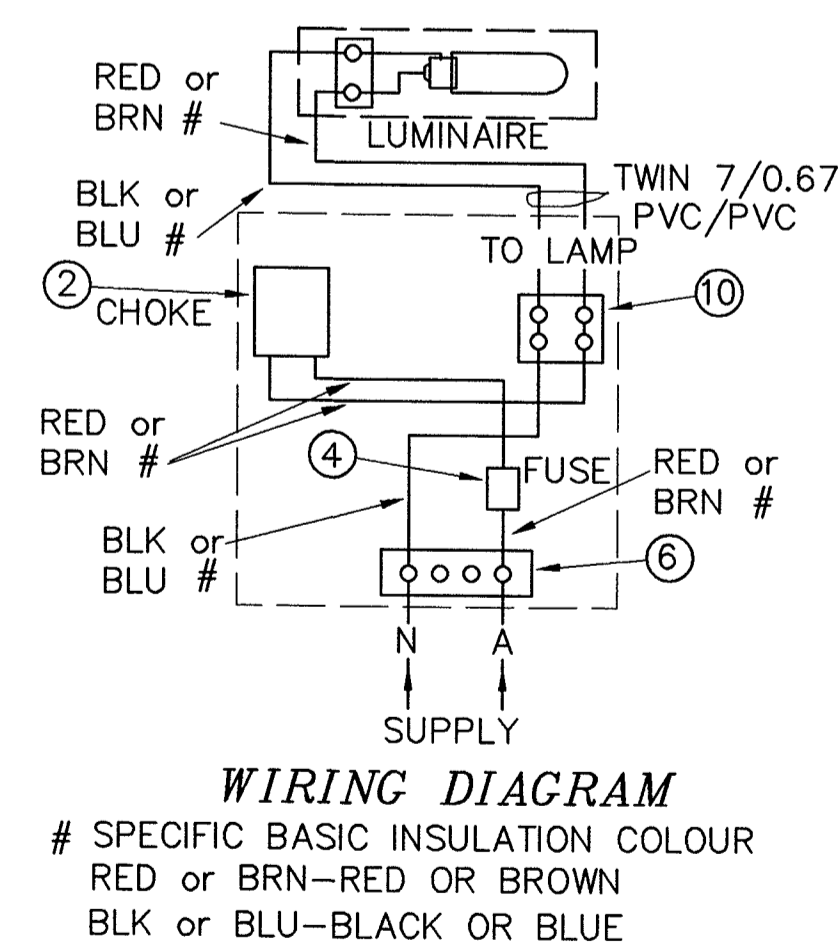 RED or
BRN #
LUMINAIRE
BLK or
BLU #
TWIN 7/0.67
PVC/PVC
TO LAMP
2
CHOKE
10
RED or
BRN #
4
FUSE
RED or
BRN #
BLK or
BLU #
6
N
A
SUPPLY
WIRING DIAGRAM
# SPECIFIC BASIC INSULATION COLOUR
RED or BRN-RED OR BROWN
BLK or BLU-BLACK OR BLUE